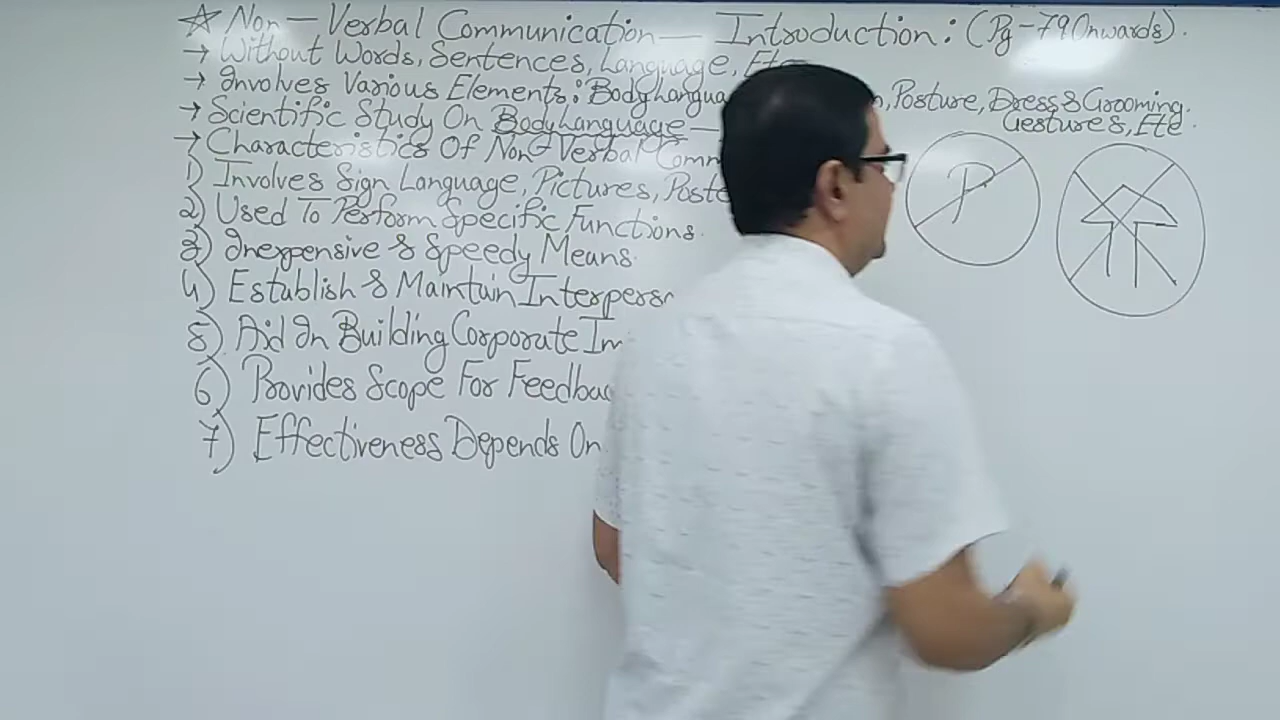 ☆ Non-Verbal Communication — Introduction: (Pg-79 Onwards).
→ Without Words, Sentences, Language, Etc
→ Involves Various Elements: Body Langua , Posture, Dress & Grooming.
Gestures, Etc.
→ Scientific Study On Body Language —
→ Characteristics Of Non-Verbal Comm
1) Involves Sign Language, Pictures, Poste
2) Used To Perform Specific Functions.
3) Inexpensive & Speedy Means.
4) Establish & Maintain Interperso
5) Aid In Building Corporate Im
6) Provides Scope For Feedbac
7) Effectiveness Depends On
P